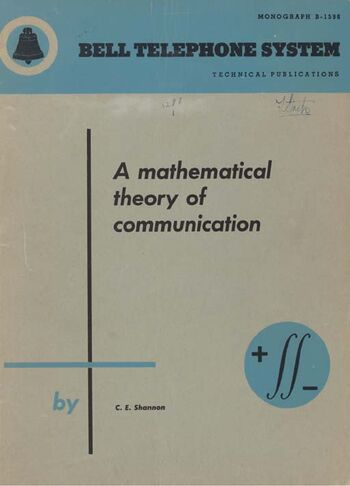 MONOGRAPH B-1598
BELL TELEPHONE SYSTEM
TECHNICAL PUBLICATIONS
A mathematical
theory of
communication
+ ∫∫ –
by
C. E. Shannon